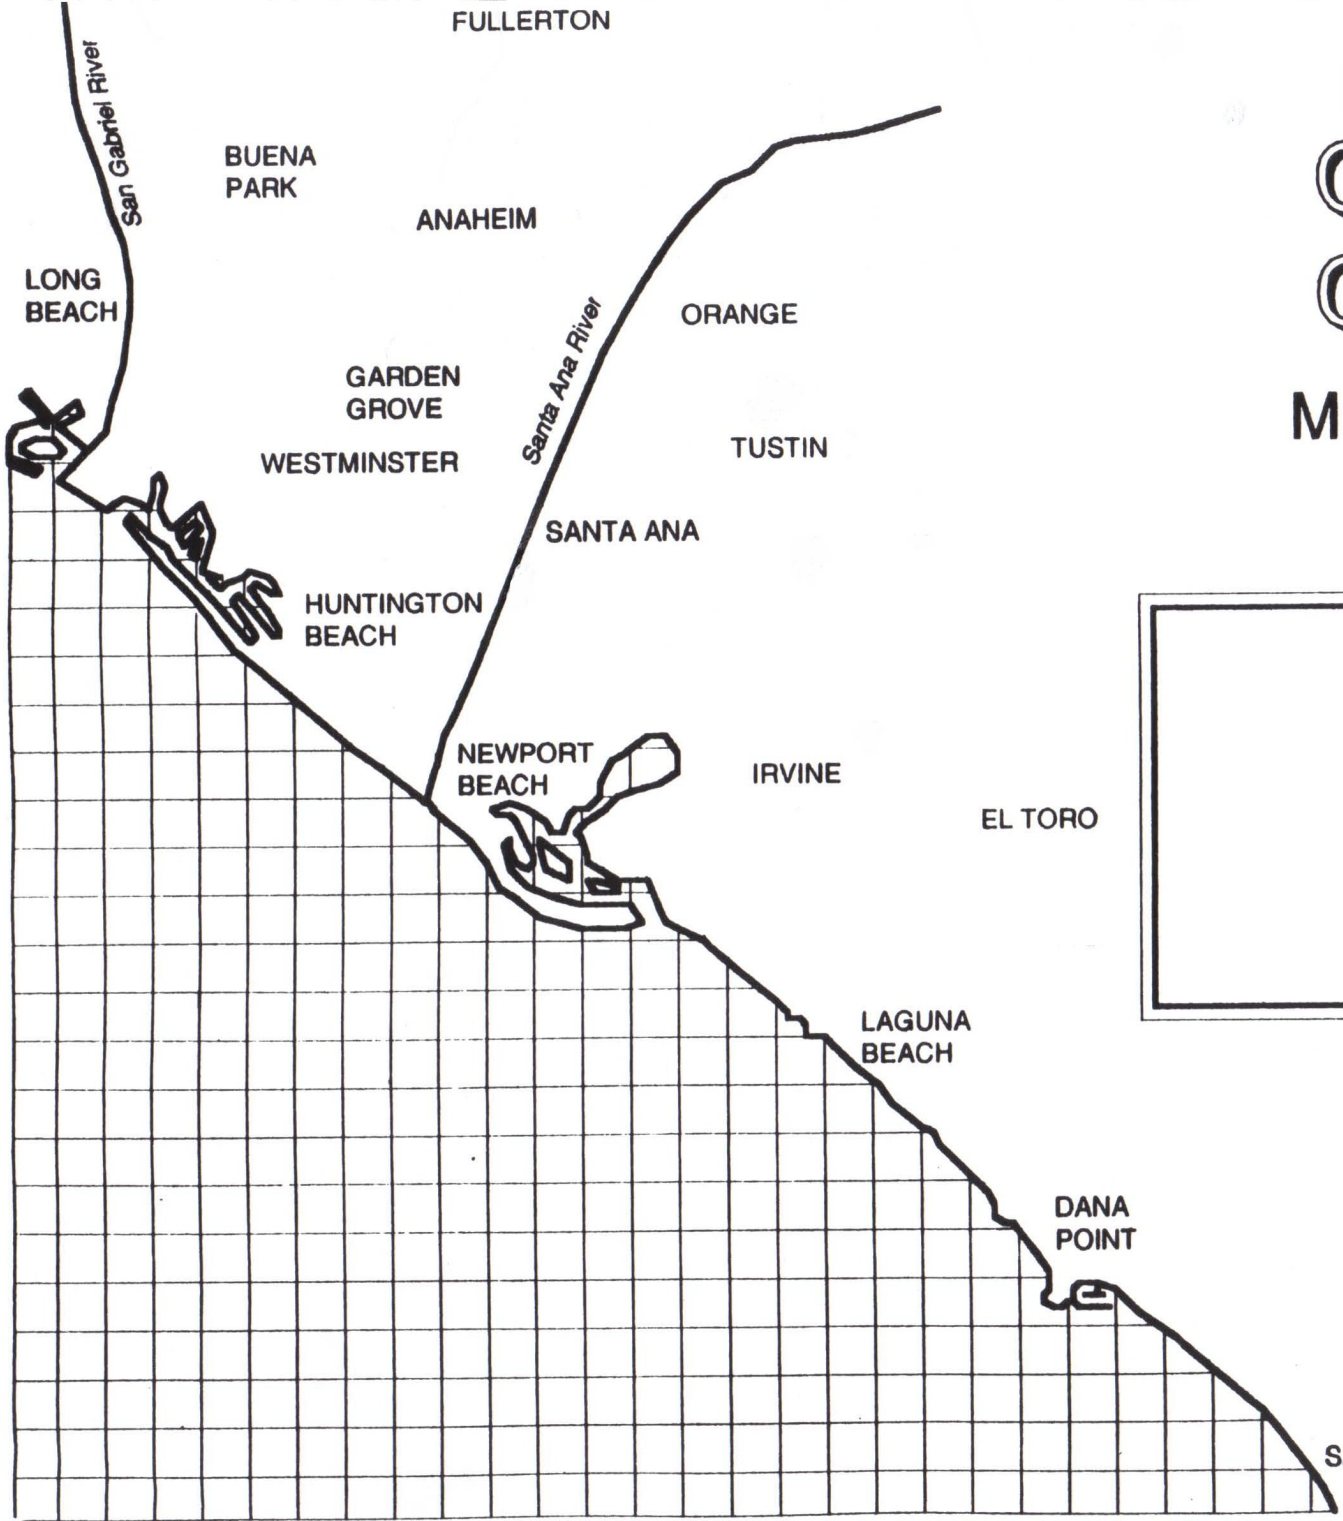 FULLERTON
San Gabriel River
BUENA
PARK
ANAHEIM
LONG
BEACH
ORANGE
Santa Ana River
GARDEN
GROVE
M
WESTMINSTER
TUSTIN
SANTA ANA
HUNTINGTON
BEACH
NEWPORT
BEACH
IRVINE
EL TORO
LAGUNA
BEACH
DANA
POINT
S